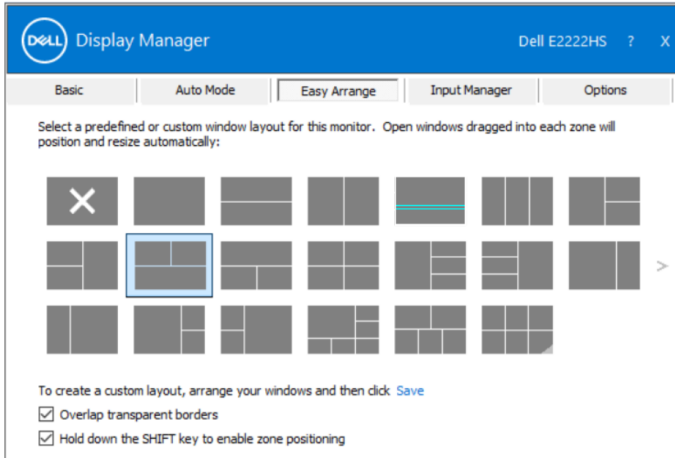 DELL Display Manager Dell E2222HS ? X
Basic Auto Mode Easy Arrange Input Manager Options
Select a predefined or custom window layout for this monitor. Open windows dragged into each zone will
position and resize automatically:
>
To create a custom layout, arrange your windows and then click Save
Overlap transparent borders
Hold down the SHIFT key to enable zone positioning